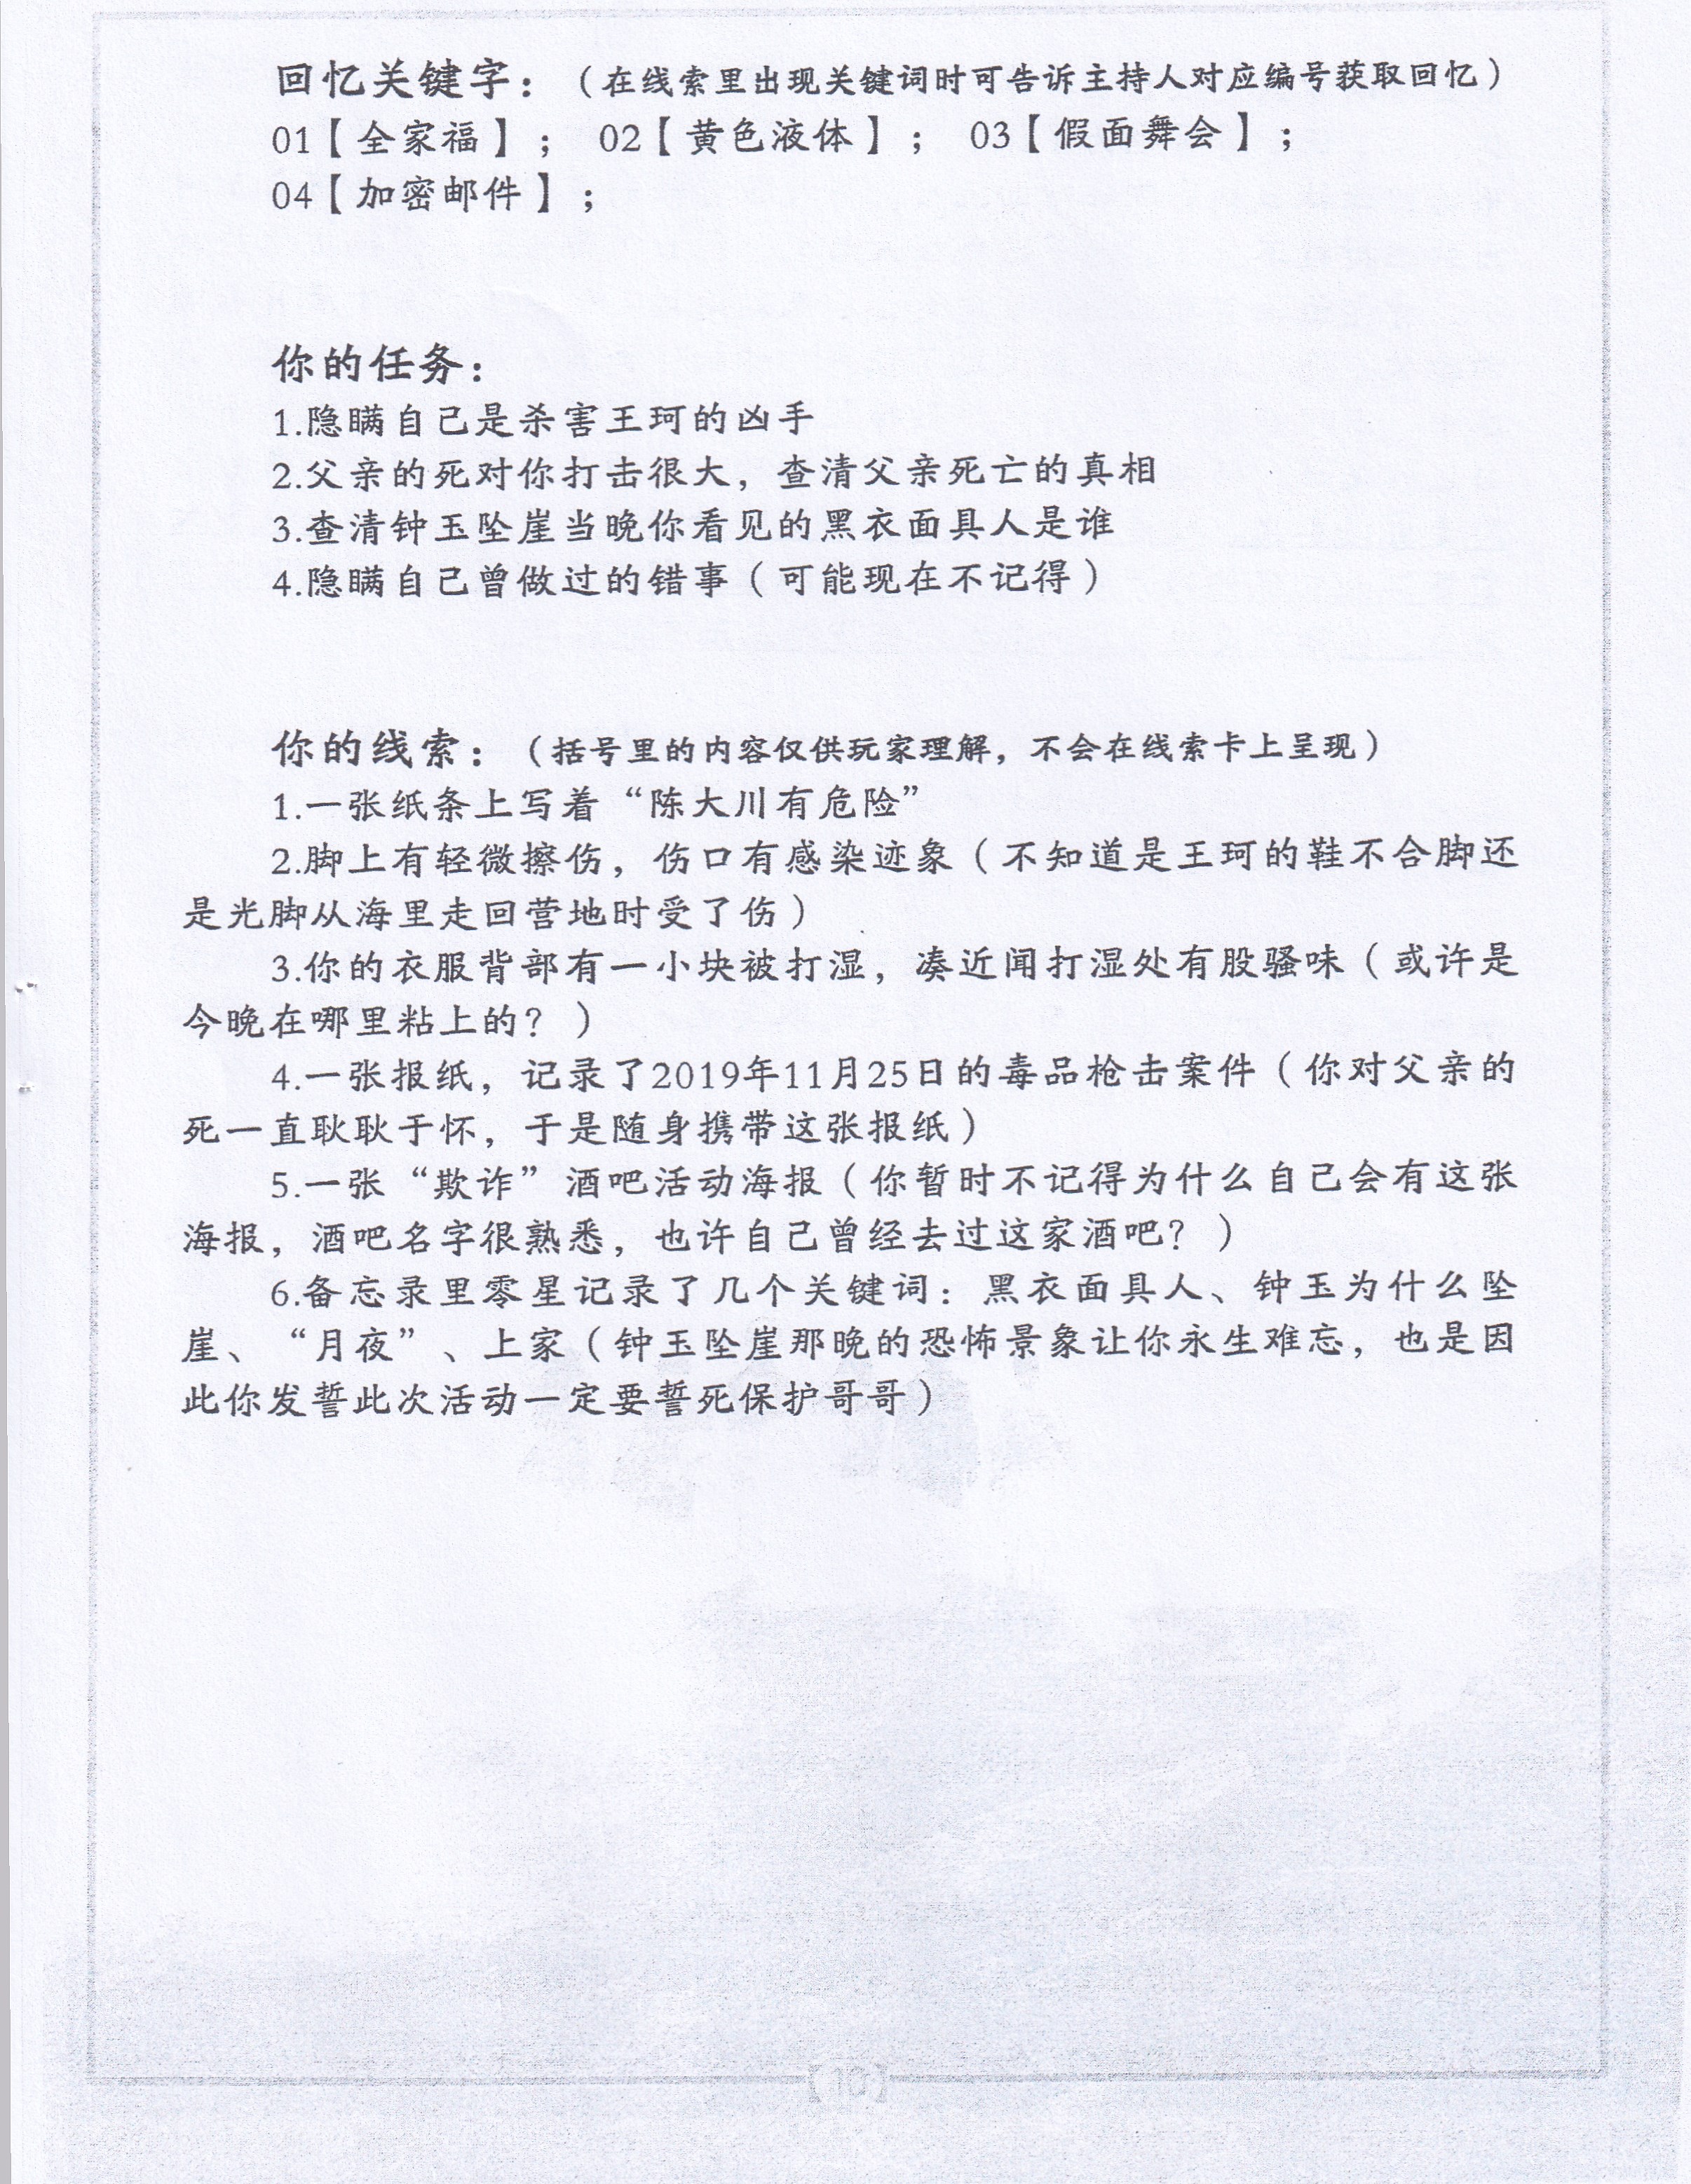 回忆关键字：（在线索里出现关键词时可告诉主持人对应编号获取回忆）
01【全家福】； 02【黄色液体】； 03【假面舞会】；
04【加密邮件】；
你的任务：
1.隐瞒自己是杀害王珂的凶手
2.父亲的死对你打击很大，查清父亲死亡的真相
3.查清钟玉坠崖当晚你看见的黑衣面具人是谁
4.隐瞒自己曾做过的错事（可能现在不记得）
你的线索：（括号里的内容仅供玩家理解，不会在线索卡上呈现）
1.一张纸条上写着“陈大川有危险”
2.脚上有轻微擦伤，伤口有感染迹象（不知道是王珂的鞋不合脚还
是光脚从海里走回营地时受了伤）
3.你的衣服背部有一小块被打湿，凑近闻打湿处有股骚味（或许是
今晚在哪里粘上的？）
4.一张报纸，记录了2019年11月25日的毒品枪击案件（你对父亲的
死一直耿耿于怀，于是随身携带这张报纸）
5.一张“欺诈”酒吧活动海报（你暂时不记得为什么自己会有这张
海报，酒吧名字很熟悉，也许自己曾经去过这家酒吧？）
6.备忘录里零星记录了几个关键词：黑衣面具人、钟玉为什么坠
崖、“月夜”、上家（钟玉坠崖那晚的恐怖景象让你永生难忘，也是因
此你发誓此次活动一定要誓死保护哥哥）
【10】